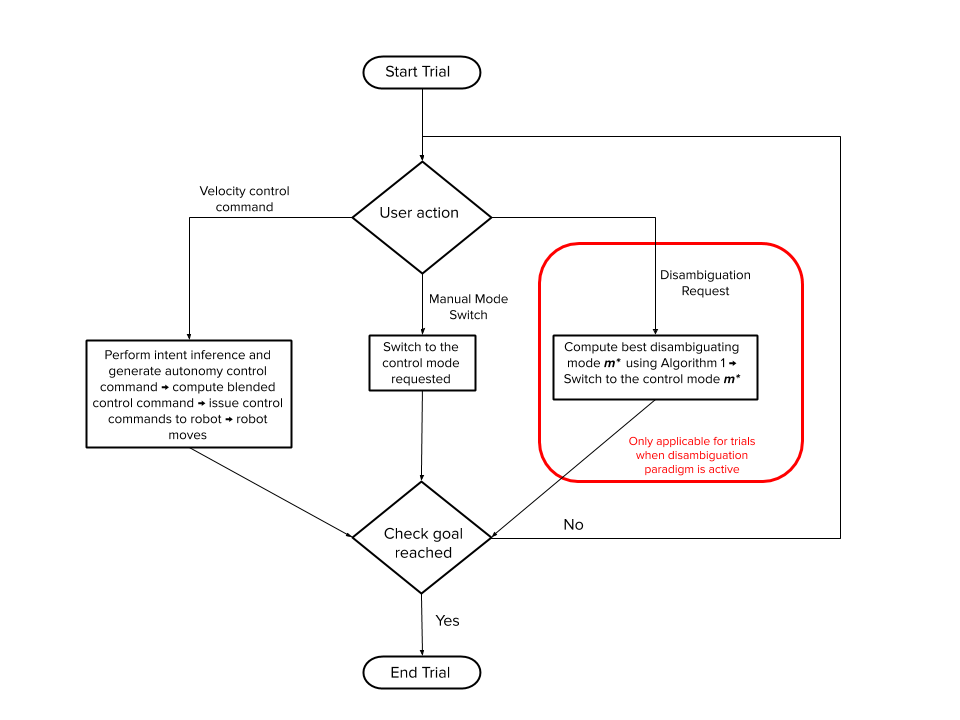 Start Trial
User action
Velocity control
command
Manual Mode
Switch
Disambiguation
Request
Perform intent inference and
generate autonomy control
command → compute blended
control command → issue control
commands to robot → robot
moves
Switch to the
control mode
requested
Compute best disambiguating
mode m* using Algorithm 1 →
Switch to the control mode m*
Only applicable for trials
when disambiguation
paradigm is active
Check goal
reached
No
Yes
End Trial